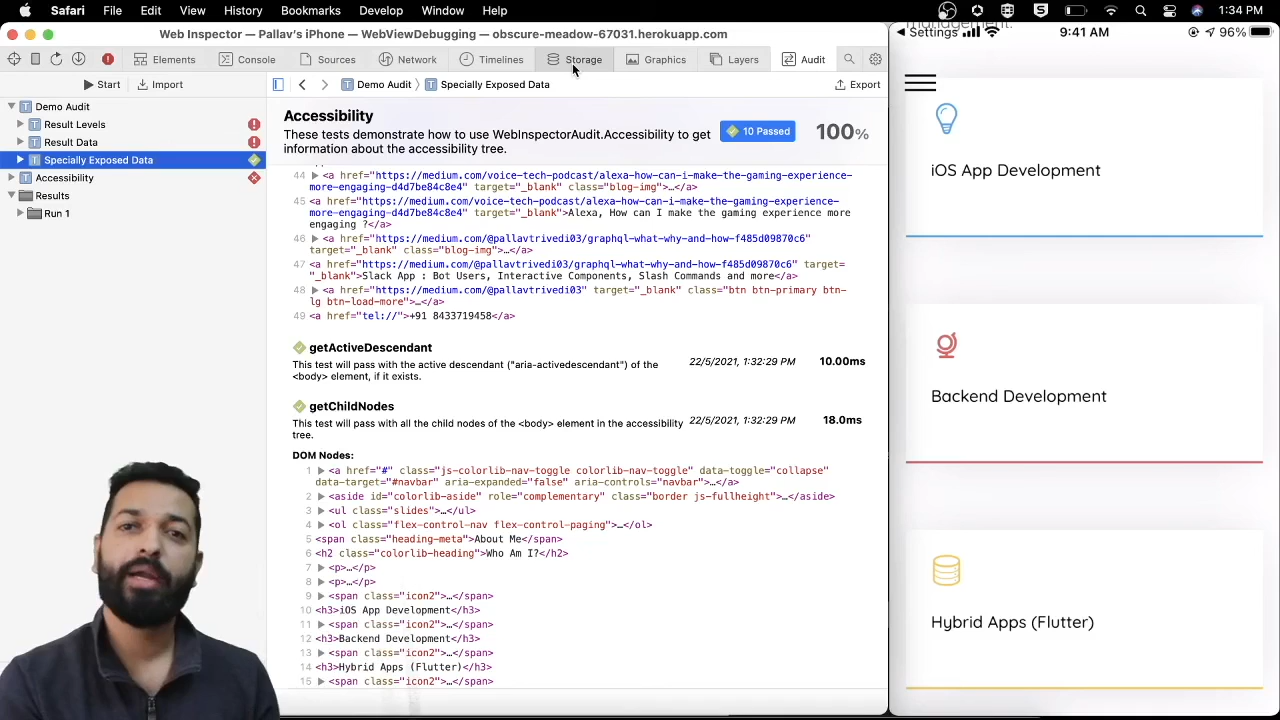 Safari File Edit View History Bookmarks Develop Window Help 1:34 PM
Web Inspector — Pallav's iPhone — WebViewDebugging — obscure-meadow-67031.herokuapp.com
Elements Console Sources Network Timelines Storage Graphics Layers Audit
Start Import
Demo Audit Specially Exposed Data Export
Demo Audit
Result Levels
Result Data
Specially Exposed Data
Accessibility
Results
Run 1
Accessibility
These tests demonstrate how to use WebInspectorAudit.Accessibility to get
information about the accessibility tree.
10 Passed
100%
44 <a href="https://medium.com/voice-tech-podcast/alexa-how-can-i-make-the-gaming-experience-
more-engaging-d4d7be84c8e4" target="_blank" class="blog-img">…</a>
45 <a href="https://medium.com/voice-tech-podcast/alexa-how-can-i-make-the-gaming-experience-
more-engaging-d4d7be84c8e4" target="_blank">Alexa, How can I make the gaming experience more
engaging ?</a>
46 <a href="https://medium.com/@pallavtrivedi03/graphql-what-why-and-how-f485d09870c6"
target="_blank" class="blog-img">…</a>
47 <a href="https://medium.com/@pallavtrivedi03/graphql-what-why-and-how-f485d09870c6" target=
"_blank">Slack App : Bot Users, Interactive Components, Slash Commands and more</a>
48 <a href="https://medium.com/@pallavtrivedi03" target="_blank" class="btn btn-primary btn-
lg btn-load-more">…</a>
49 <a href="tel://">+91 8433719458</a>
getActiveDescendant
This test will pass with the active descendant ("aria-activedescendant") of the
<body> element, if it exists.
22/5/2021, 1:32:29 PM 10.00ms
getChildNodes
This test will pass with all the child nodes of the <body> element in the accessibility
tree.
22/5/2021, 1:32:29 PM 18.0ms
DOM Nodes:
1 <a href="#" class="js-colorlib-nav-toggle colorlib-nav-toggle" data-toggle="collapse"
data-target="#navbar" aria-expanded="false" aria-controls="navbar">…</a>
2 <aside id="colorlib-aside" role="complementary" class="border js-fullheight">…</aside>
3 <ul class="slides">…</ul>
4 <ol class="flex-control-nav flex-control-paging">…</ol>
5 <span class="heading-meta">About Me</span>
6 <h2 class="colorlib-heading">Who Am I?</h2>
7 <p>…</p>
8 <p>…</p>
9 <span class="icon2">…</span>
10 <h3>iOS App Development</h3>
11 <span class="icon2">…</span>
12 <h3>Backend Development</h3>
13 <span class="icon2">…</span>
14 <h3>Hybrid Apps (Flutter)</h3>
15 <span class="icon2">…</span>
management.
Settings 9:41 AM 96%
iOS App Development
Backend Development
Hybrid Apps (Flutter)